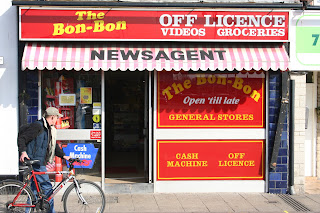 The
Bon-Bon
OFF LICENCE
VIDEOS GROCERIES
NEWSAGENT
The
Bon-Bon
Open 'till late
GENERAL STORES
Cash
Machine
CASH
MACHINE
OFF
LICENCE
7